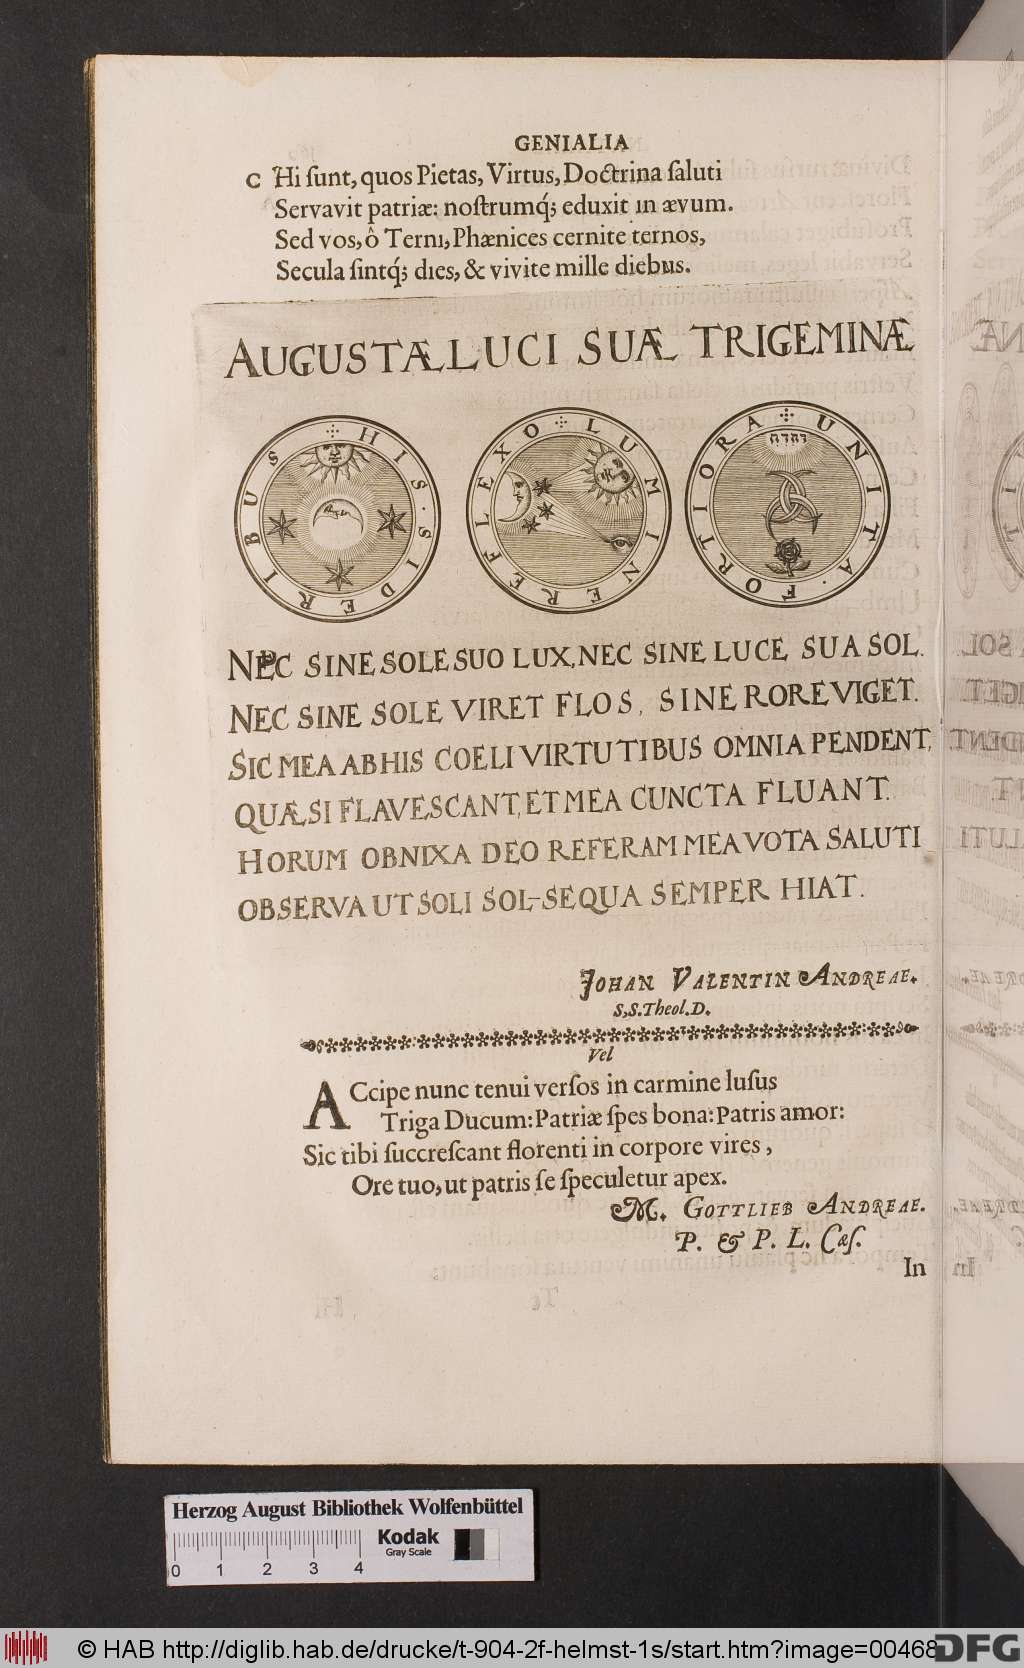 GENIALIA
C Hi ſunt, quos Pietas, Virtus, Doctrina ſaluti
Servavit patriæ: noſtrumq́; eduxit in ævum.
Sed vos, ô Terni, Phænices cernite ternos,
Secula ſintq́; dies, & vivite mille diebus.
AUGUSTÆ LUCI SUÆ TRIGEMINÆ
HIS · SIDERIBUS
LUMINE REFLEXO
UNITA · FORTIORA
יהוה
NEC SINE SOLE SUO LUX, NEC SINE LUCE SUA SOL.
NEC SINE SOLE VIRET FLOS, SINE RORE VIGET.
SIC MEA AB HIS COELI VIRTUTIBUS OMNIA PENDENT,
QUÆ SI FLAVESCANT, ET MEA CUNCTA FLUANT.
HORUM OBNIXA DEO REFERAM MEA VOTA SALUTI
OBSERVA UT SOLI SOL-SEQUA SEMPER HIAT.
JOHAN VALENTIN ANDREAE.
S,S.Theol.D.
Vel
ACcipe nunc tenui verſos in carmine luſus
Triga Ducum: Patriæ ſpes bona: Patris amor:
Sic tibi ſuccreſcant florenti in corpore vires,
Ore tuo, ut patris ſe ſpeculetur apex.
M. GOTTLIEB ANDREAE.
P. & P. L. Cæſ.
In
Herzog August Bibliothek Wolfenbüttel
Kodak
Gray Scale
0 1 2 3 4
© HAB http://diglib.hab.de/drucke/t-904-2f-helmst-1s/start.htm?image=00468
DFG